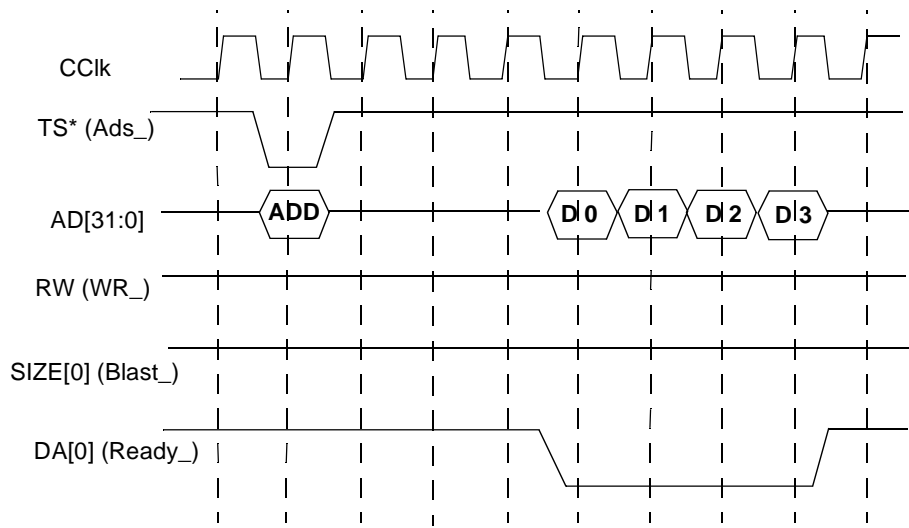 CClk
TS* (Ads_)
AD[31:0] ADD D 0 D 1 D 2 D 3
RW (WR_)
SIZE[0] (Blast_)
DA[0] (Ready_)